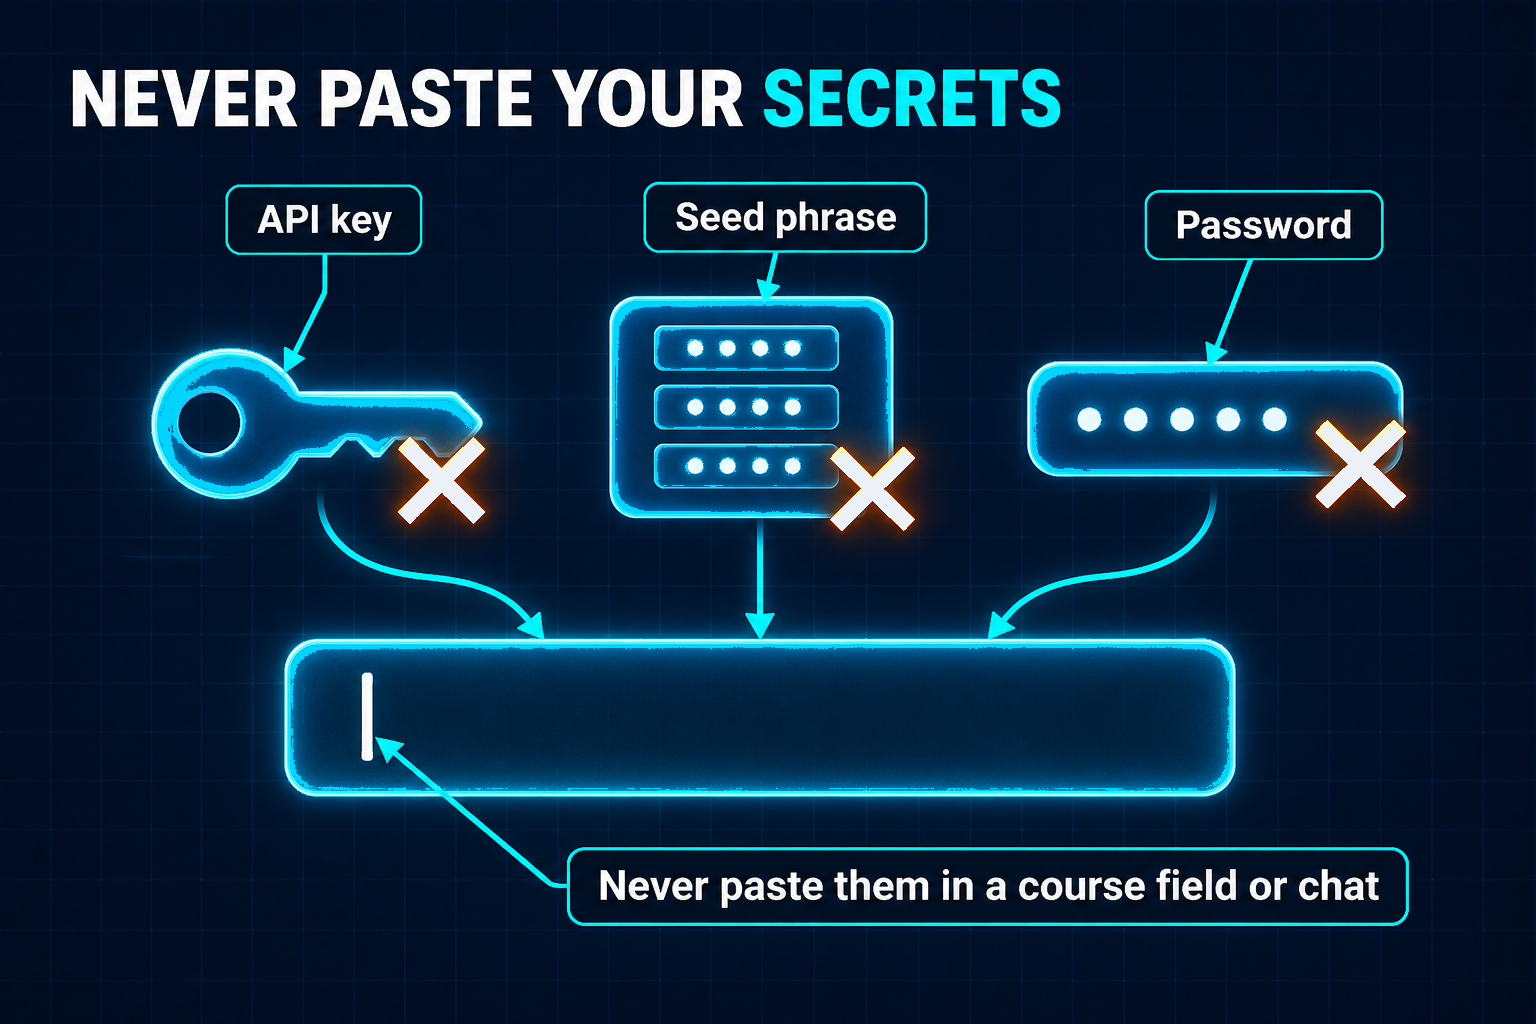 NEVER PASTE YOUR SECRETS
API key
Seed phrase
Password
Never paste them in a course field or chat